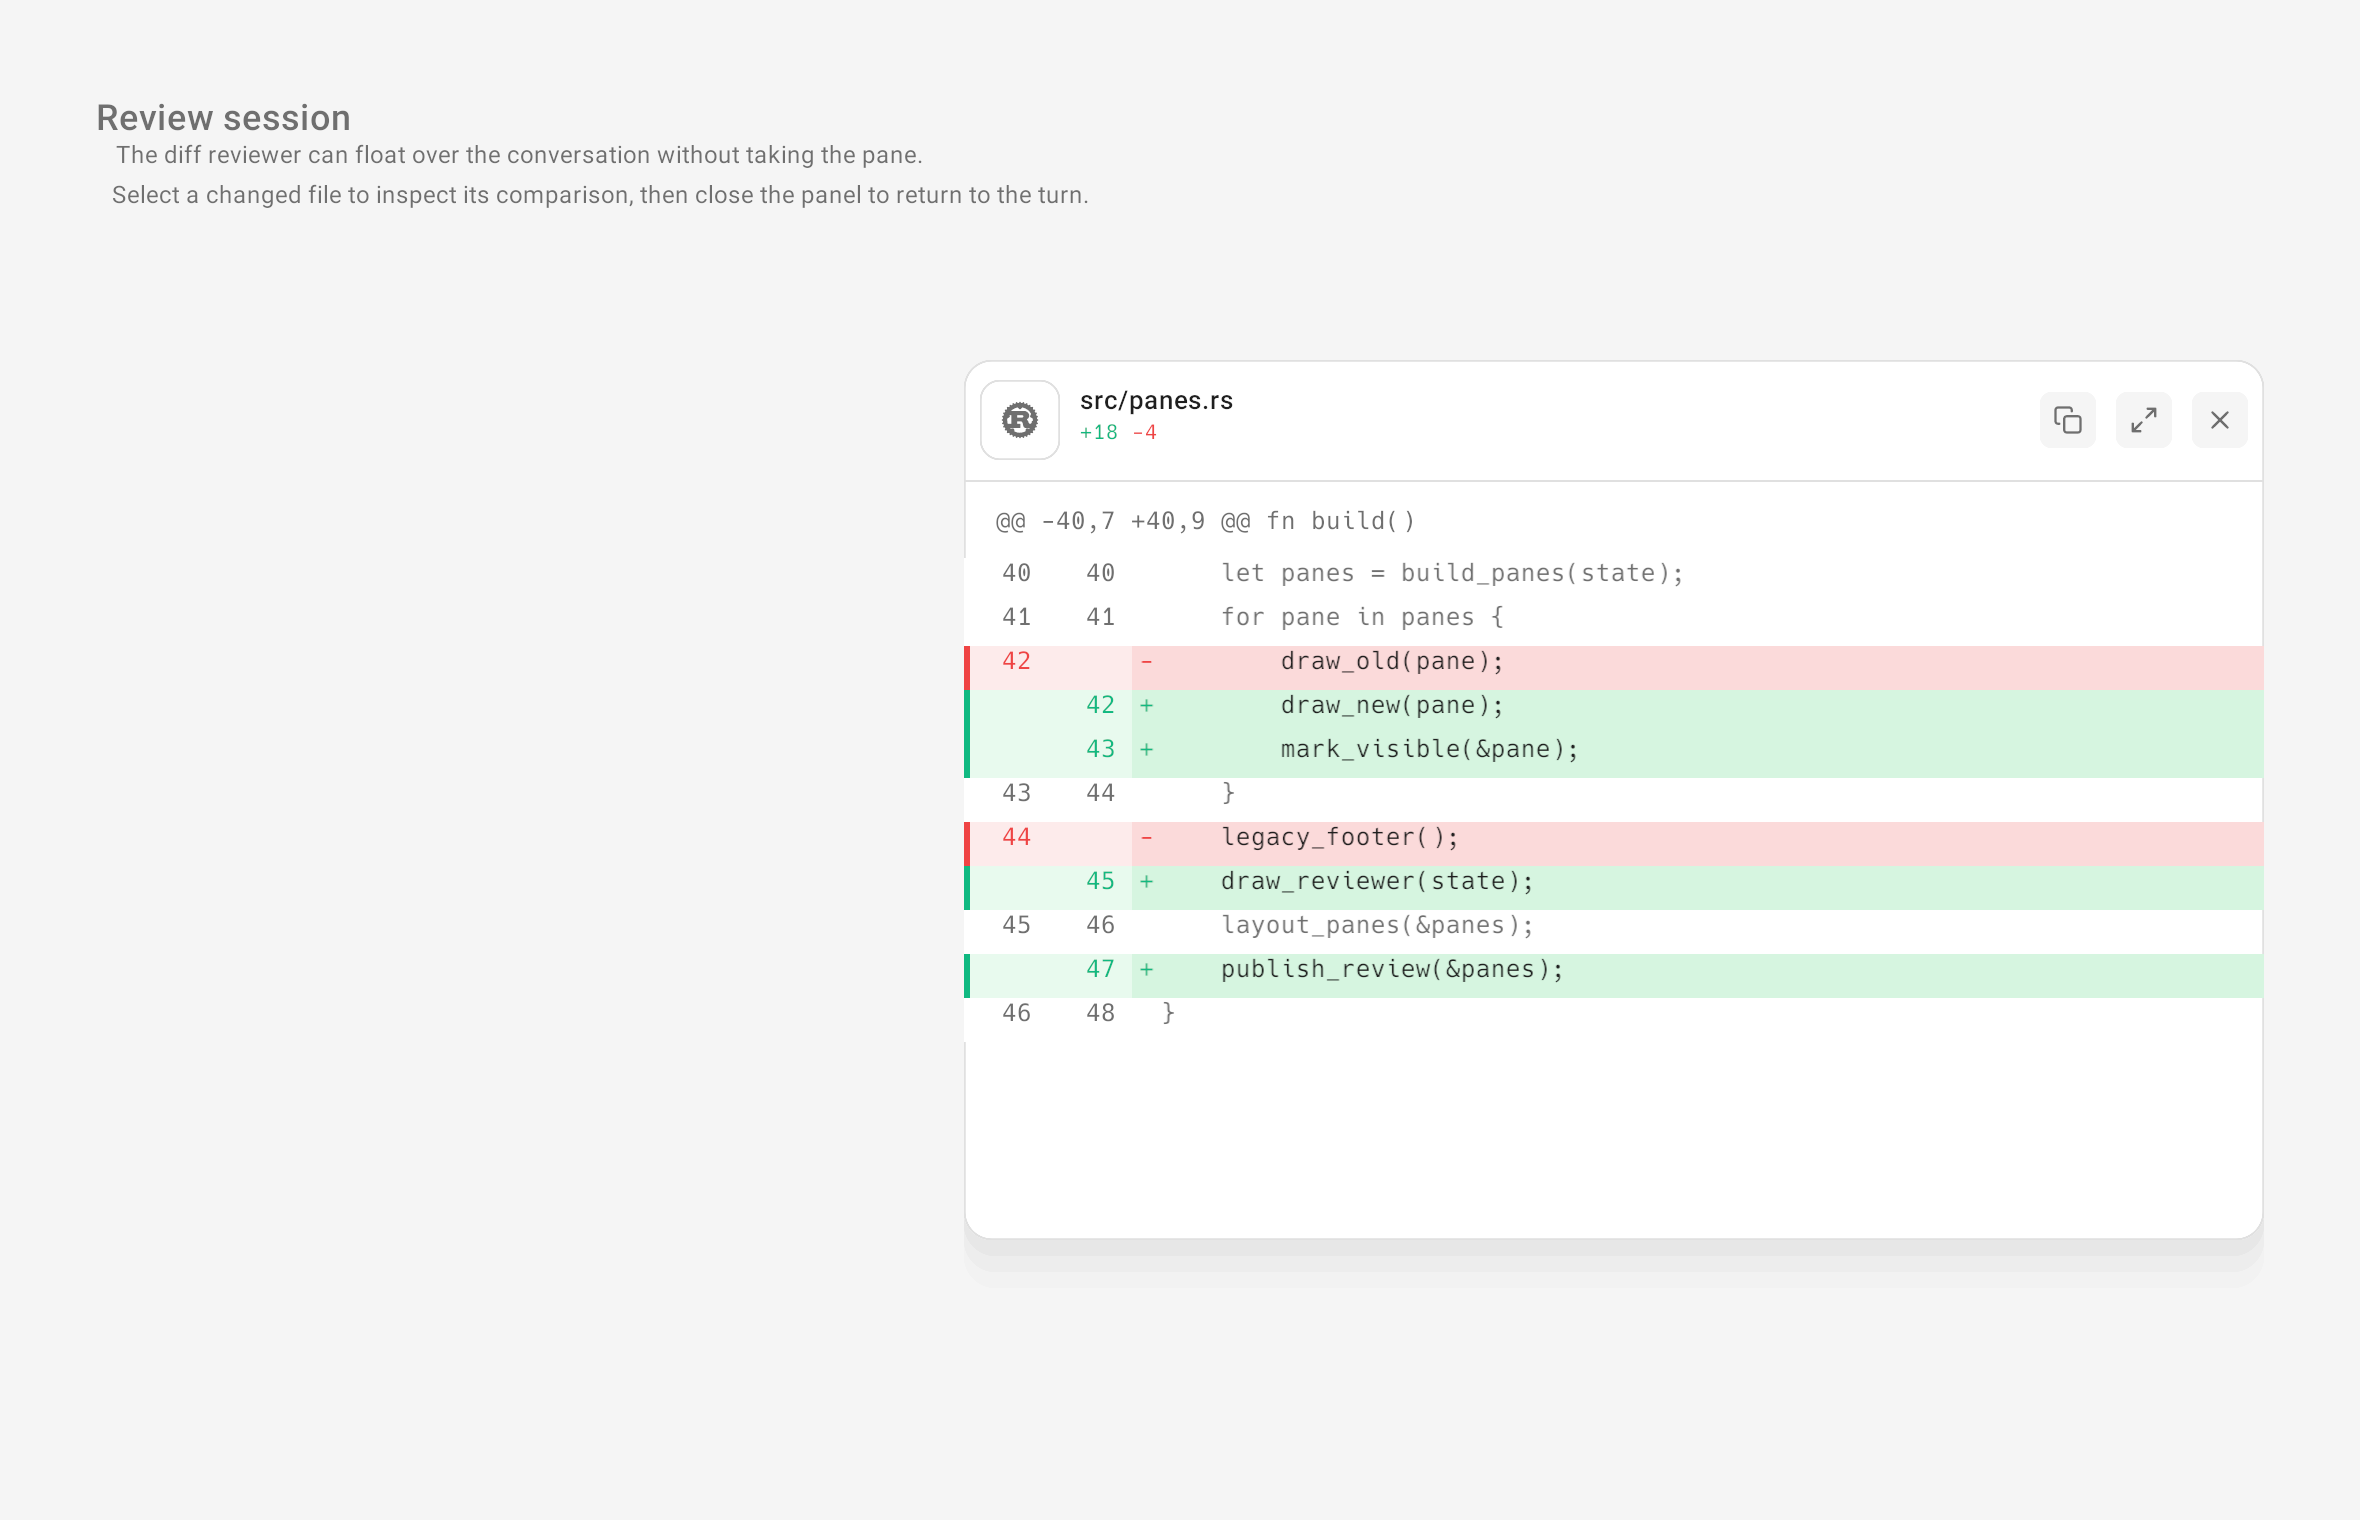 Review session
The diff reviewer can float over the conversation without taking the pane.
Select a changed file to inspect its comparison, then close the panel to return to the turn.
R
src/panes.rs
+18 -4
@@ -40,7 +40,9 @@ fn build()
40 40 let panes = build_panes(state);
41 41 for pane in panes {
42 - draw_old(pane);
42 + draw_new(pane);
43 + mark_visible(&pane);
43 44 }
44 - legacy_footer();
45 + draw_reviewer(state);
45 46 layout_panes(&panes);
47 + publish_review(&panes);
46 48 }